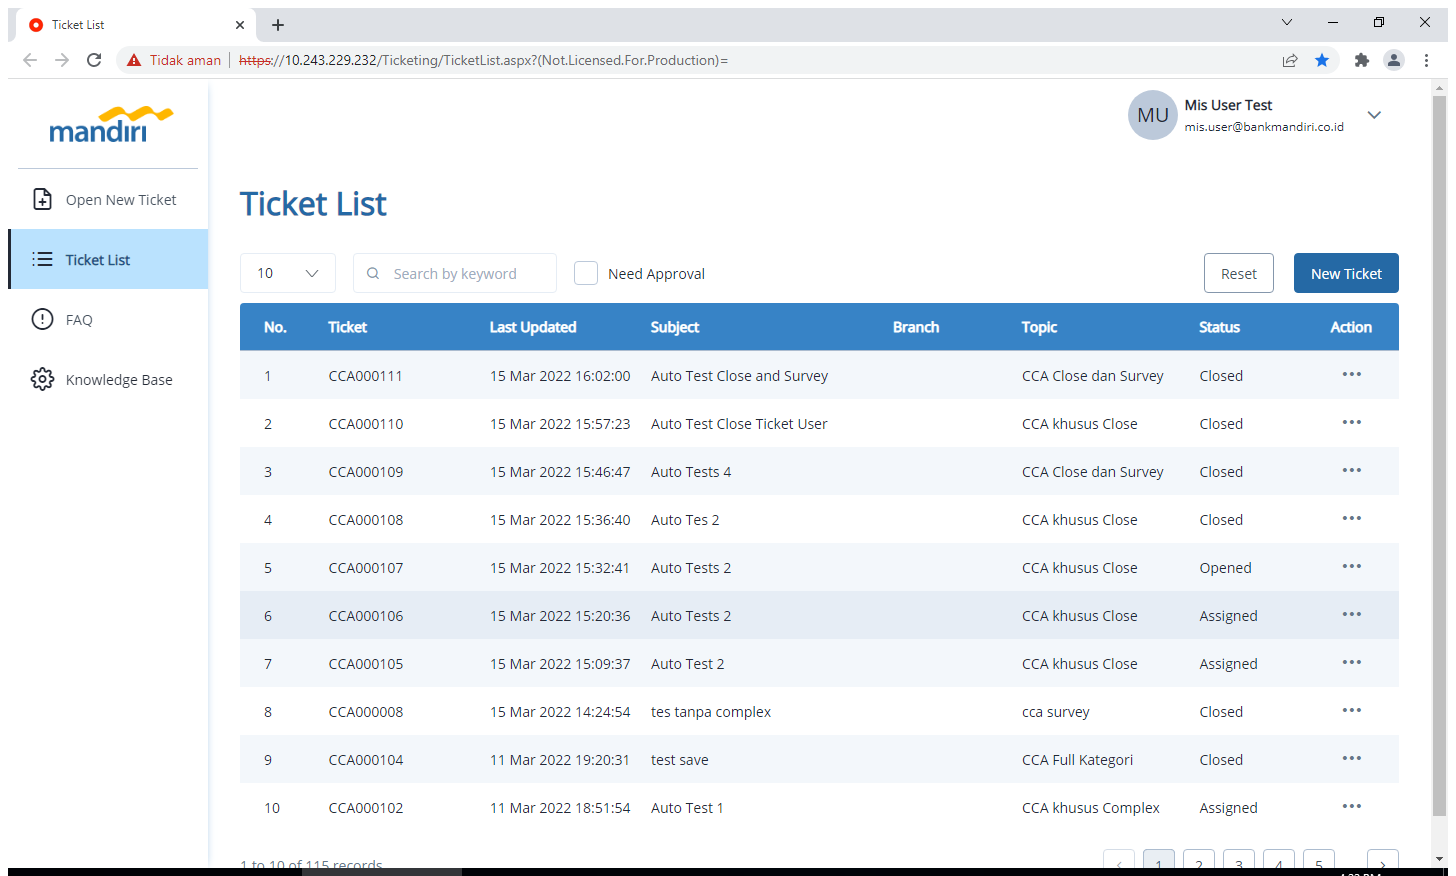 Ticket List
Tidak aman https://10.243.229.232/Ticketing/TicketList.aspx?(Not.Licensed.For.Production)=
mandiri
MU
Mis User Test
mis.user@bankmandiri.co.id
Open New Ticket
Ticket List
FAQ
Knowledge Base
Ticket List
10 Search by keyword Need Approval Reset New Ticket
No. Ticket Last Updated Subject Branch Topic Status Action
1 CCA000111 15 Mar 2022 16:02:00 Auto Test Close and Survey CCA Close dan Survey Closed
2 CCA000110 15 Mar 2022 15:57:23 Auto Test Close Ticket User CCA khusus Close Closed
3 CCA000109 15 Mar 2022 15:46:47 Auto Tests 4 CCA Close dan Survey Closed
4 CCA000108 15 Mar 2022 15:36:40 Auto Tes 2 CCA khusus Close Closed
5 CCA000107 15 Mar 2022 15:32:41 Auto Tests 2 CCA khusus Close Opened
6 CCA000106 15 Mar 2022 15:20:36 Auto Tests 2 CCA khusus Close Assigned
7 CCA000105 15 Mar 2022 15:09:37 Auto Test 2 CCA khusus Close Assigned
8 CCA000008 15 Mar 2022 14:24:54 tes tanpa complex cca survey Closed
9 CCA000104 11 Mar 2022 19:20:31 test save CCA Full Kategori Closed
10 CCA000102 11 Mar 2022 18:51:54 Auto Test 1 CCA khusus Complex Assigned
1 to 10 of 115 records 1 2 3 4 5